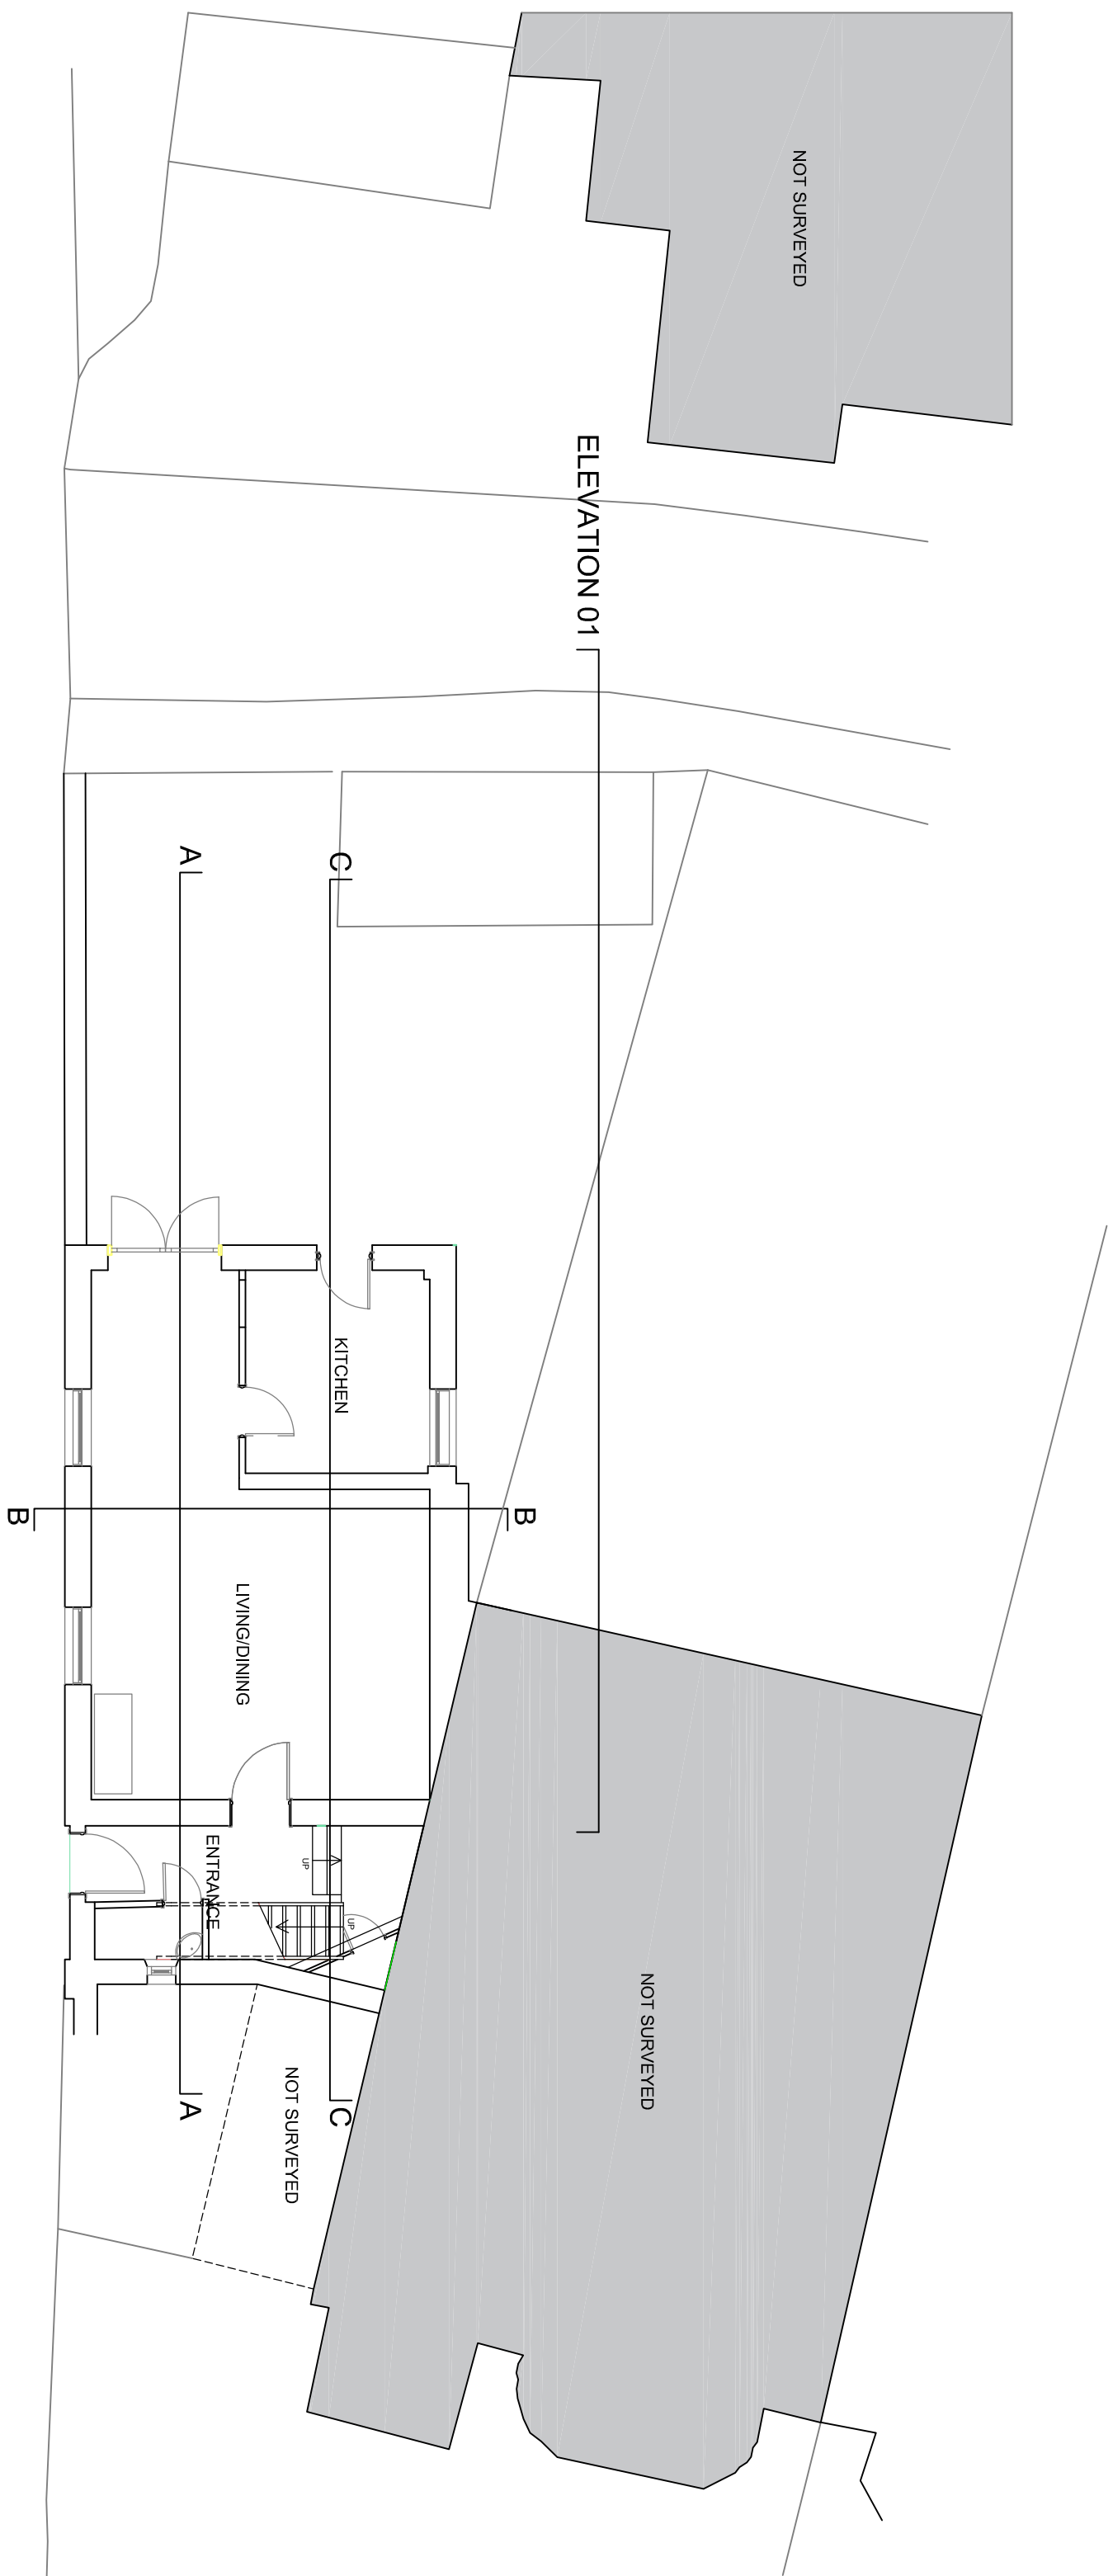 NOT SURVEYED
ELEVATION 01
A
C
KITCHEN
B
B
LIVING/DINING
ENTRANCE
UP
UP
NOT SURVEYED
NOT SURVEYED
A
C